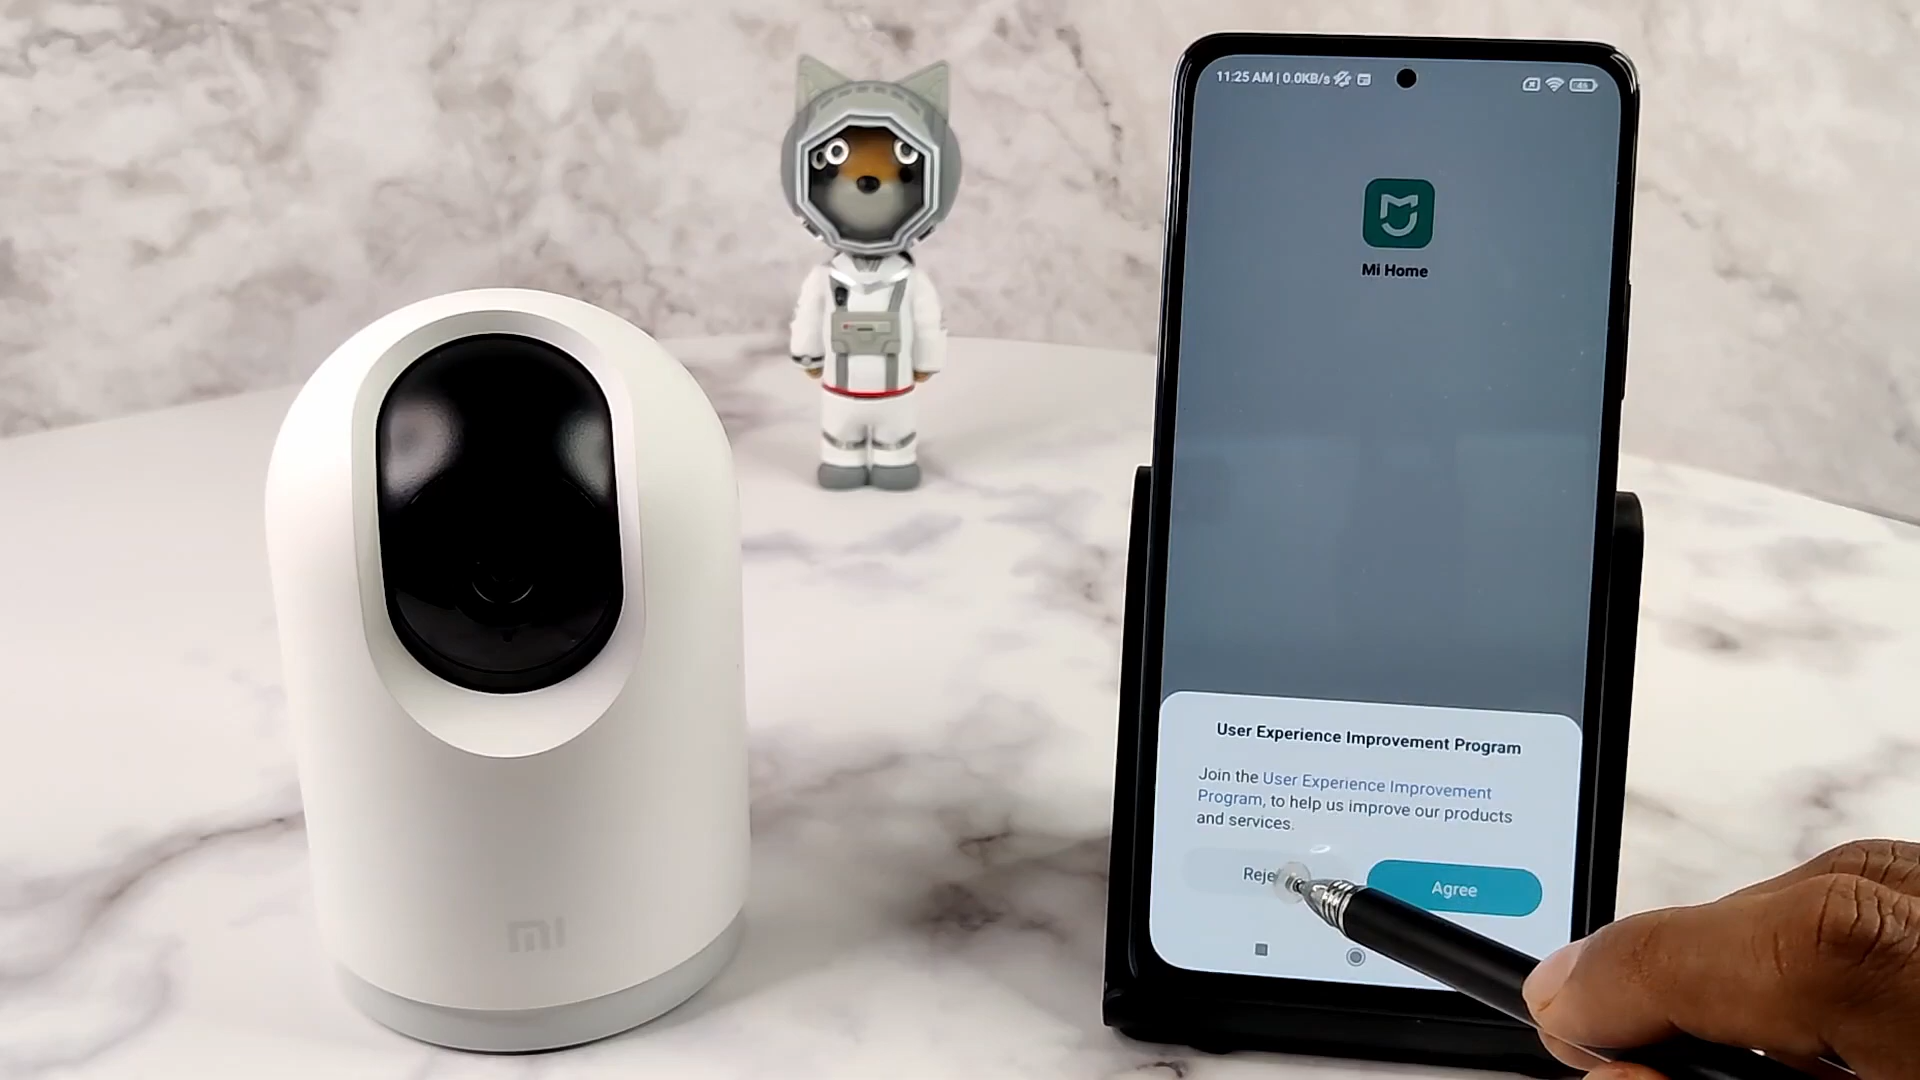 11:25 AM | 0.0KB/s
Mi Home
User Experience Improvement Program
Join the User Experience Improvement
Program, to help us improve our products
and services.
Reje
Agree
mi